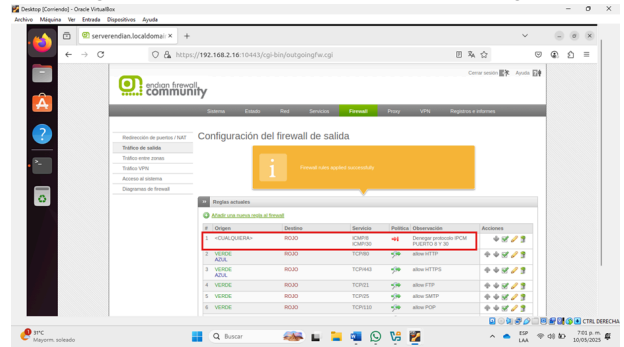 Desktop [Corriendo] - Oracle VirtualBox
Archivo Máquina Ver Entrada Dispositivos Ayuda
serverendian.localdomai
https://192.168.2.16:10443/cgi-bin/outgoingfw.cgi
Cerrar sesión Ayuda
endian firewall
community
Sistema Estado Red Servicios Firewall Proxy VPN Registros e informes
Redirección de puertos / NAT
Tráfico de salida
Tráfico entre zonas
Tráfico VPN
Acceso al sistema
Diagramas de firewall
Configuración del firewall de salida
Firewall rules applied successfully
Reglas actuales
Añadir una nueva regla al firewall
# Origen Destino Servicio Política Observación Acciones
1 <CUALQUIERA> ROJO ICMP/8 ICMP/30 Denegar protocolo IPCM PUERTO 8 Y 30
2 VERDE AZUL ROJO TCP/80 allow HTTP
3 VERDE AZUL ROJO TCP/443 allow HTTPS
4 VERDE ROJO TCP/21 allow FTP
5 VERDE ROJO TCP/25 allow SMTP
6 VERDE ROJO TCP/110 allow POP
CTRL DERECHA
31°C
Mayorm. soleado
Buscar
ESP
LAA
7:01 p. m.
10/05/2025